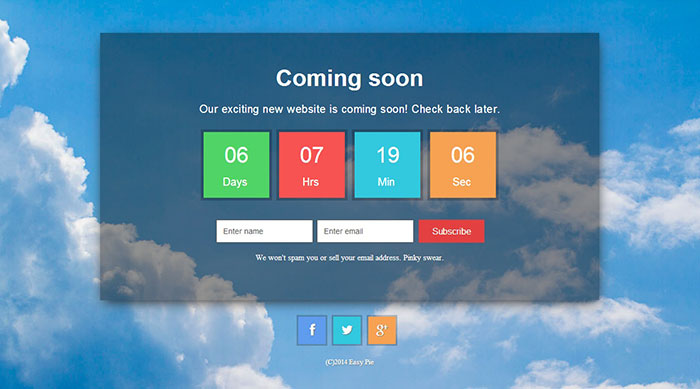 Coming soon
Our exciting new website is coming soon! Check back later.
06 07 19 06
Days Hrs Min Sec
Enter name Enter email Subscribe
We won't spam you or sell your email address. Pinky swear.
f g+
(C)2014 Easy Pie